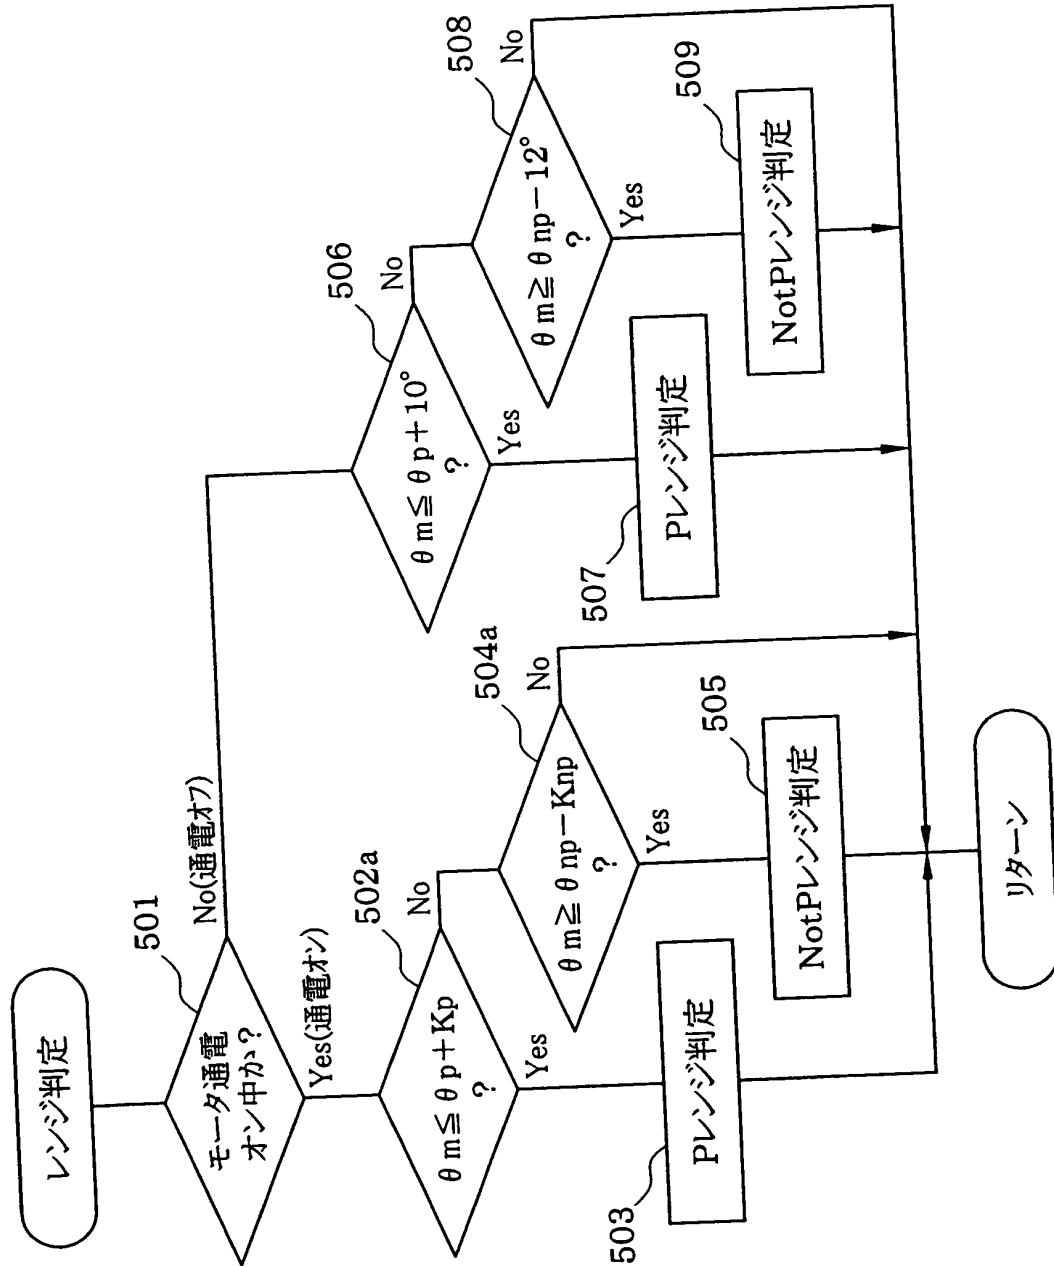 レンジ判定
501
モータ通電
オン中か?
No(通電オフ)
Yes(通電オン)
502a
θm≦θp+Kp
?
No
Yes
503
Pレンジ判定
504a
θm≧θnp-Knp
?
No
Yes
505
NotPレンジ判定
506
θm≦θp+10°
?
No
Yes
507
Pレンジ判定
508
θm≧θnp-12°
?
No
Yes
509
NotPレンジ判定
リターン